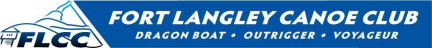 FLCC
FORT LANGLEY CANOE CLUB
DRAGON BOAT • OUTRIGGER • VOYAGEUR